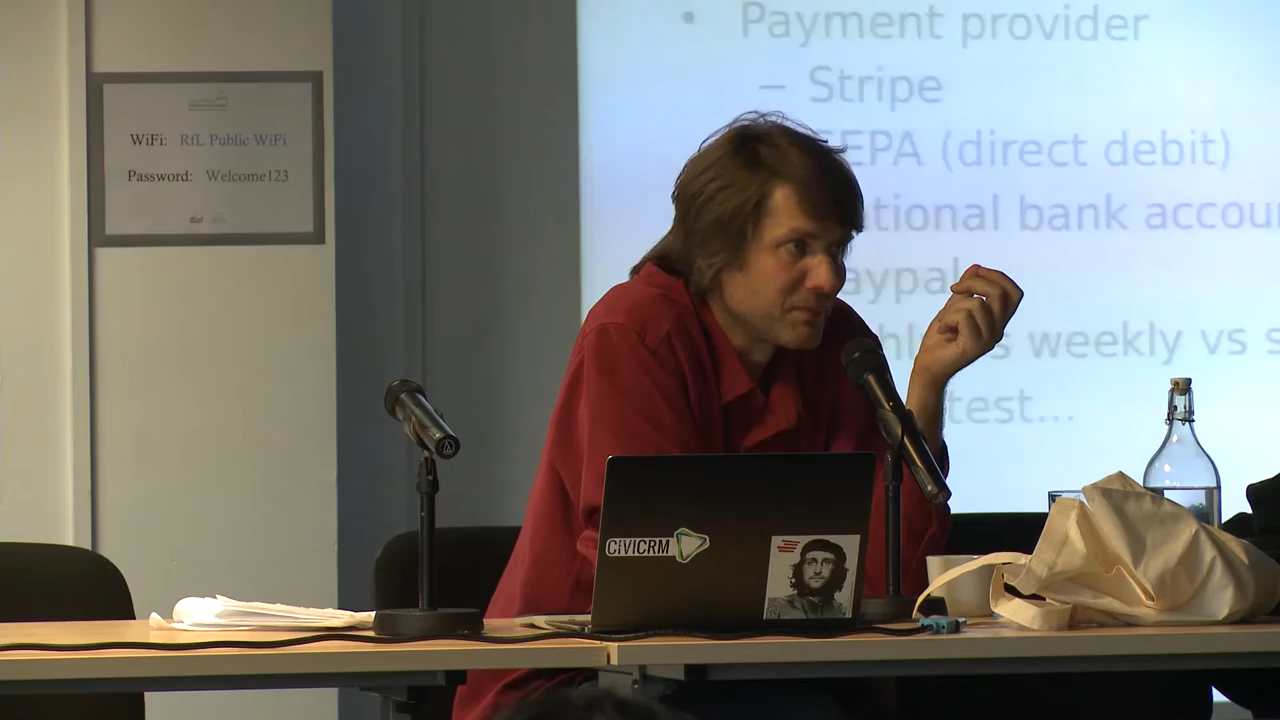 WiFi: RfL Public WiFi
Password: Welcome123
• Payment provider
– Stripe
EPA (direct debit)
ational bank accou
aypal
weekly vs s
test...
CiViCRM